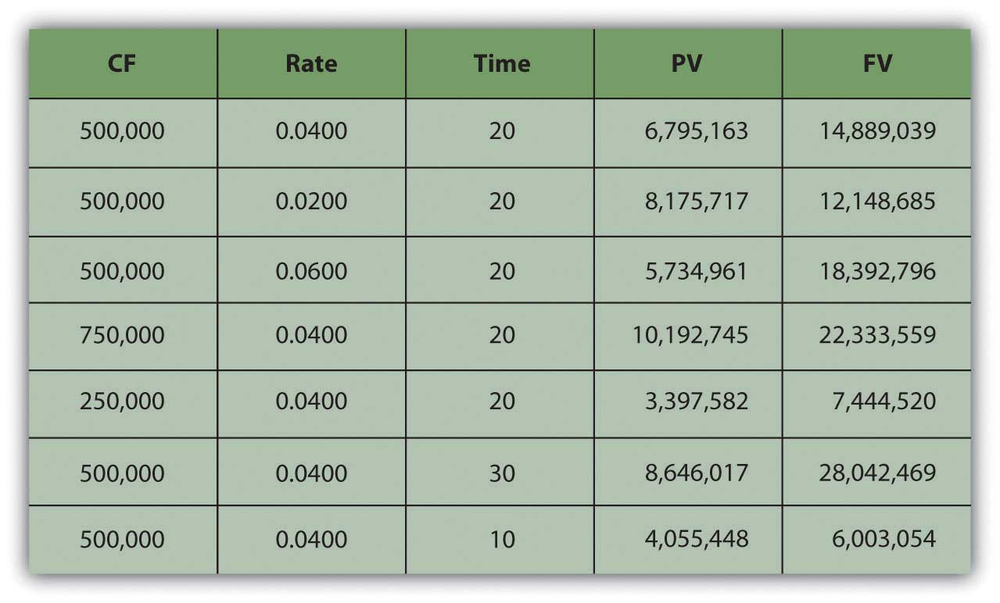 CF Rate Time PV FV
500,000 0.0400 20 6,795,163 14,889,039
500,000 0.0200 20 8,175,717 12,148,685
500,000 0.0600 20 5,734,961 18,392,796
750,000 0.0400 20 10,192,745 22,333,559
250,000 0.0400 20 3,397,582 7,444,520
500,000 0.0400 30 8,646,017 28,042,469
500,000 0.0400 10 4,055,448 6,003,054